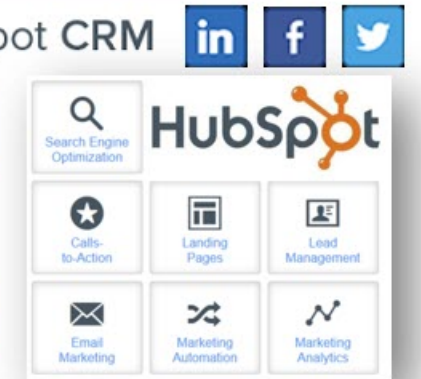 pot CRM
in
f
HubSpot
Search Engine
Optimization
Calls-
to-Action
Landing
Pages
Lead
Management
Email
Marketing
Marketing
Automation
Marketing
Analytics